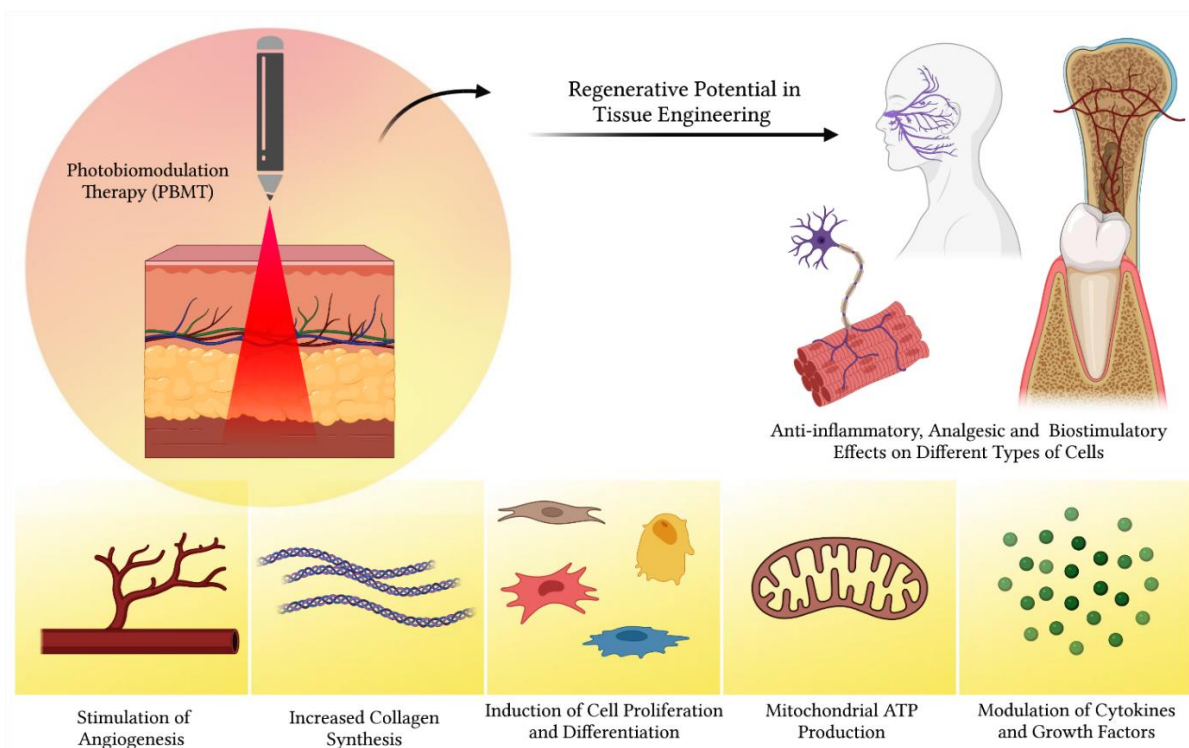 Photobiomodulation
Therapy (PBMT)
Regenerative Potential in
Tissue Engineering
Anti-inflammatory, Analgesic and Biostimulatory
Effects on Different Types of Cells
Stimulation of
Angiogenesis
Increased Collagen
Synthesis
Induction of Cell Proliferation
and Differentiation
Mitochondrial ATP
Production
Modulation of Cytokines
and Growth Factors